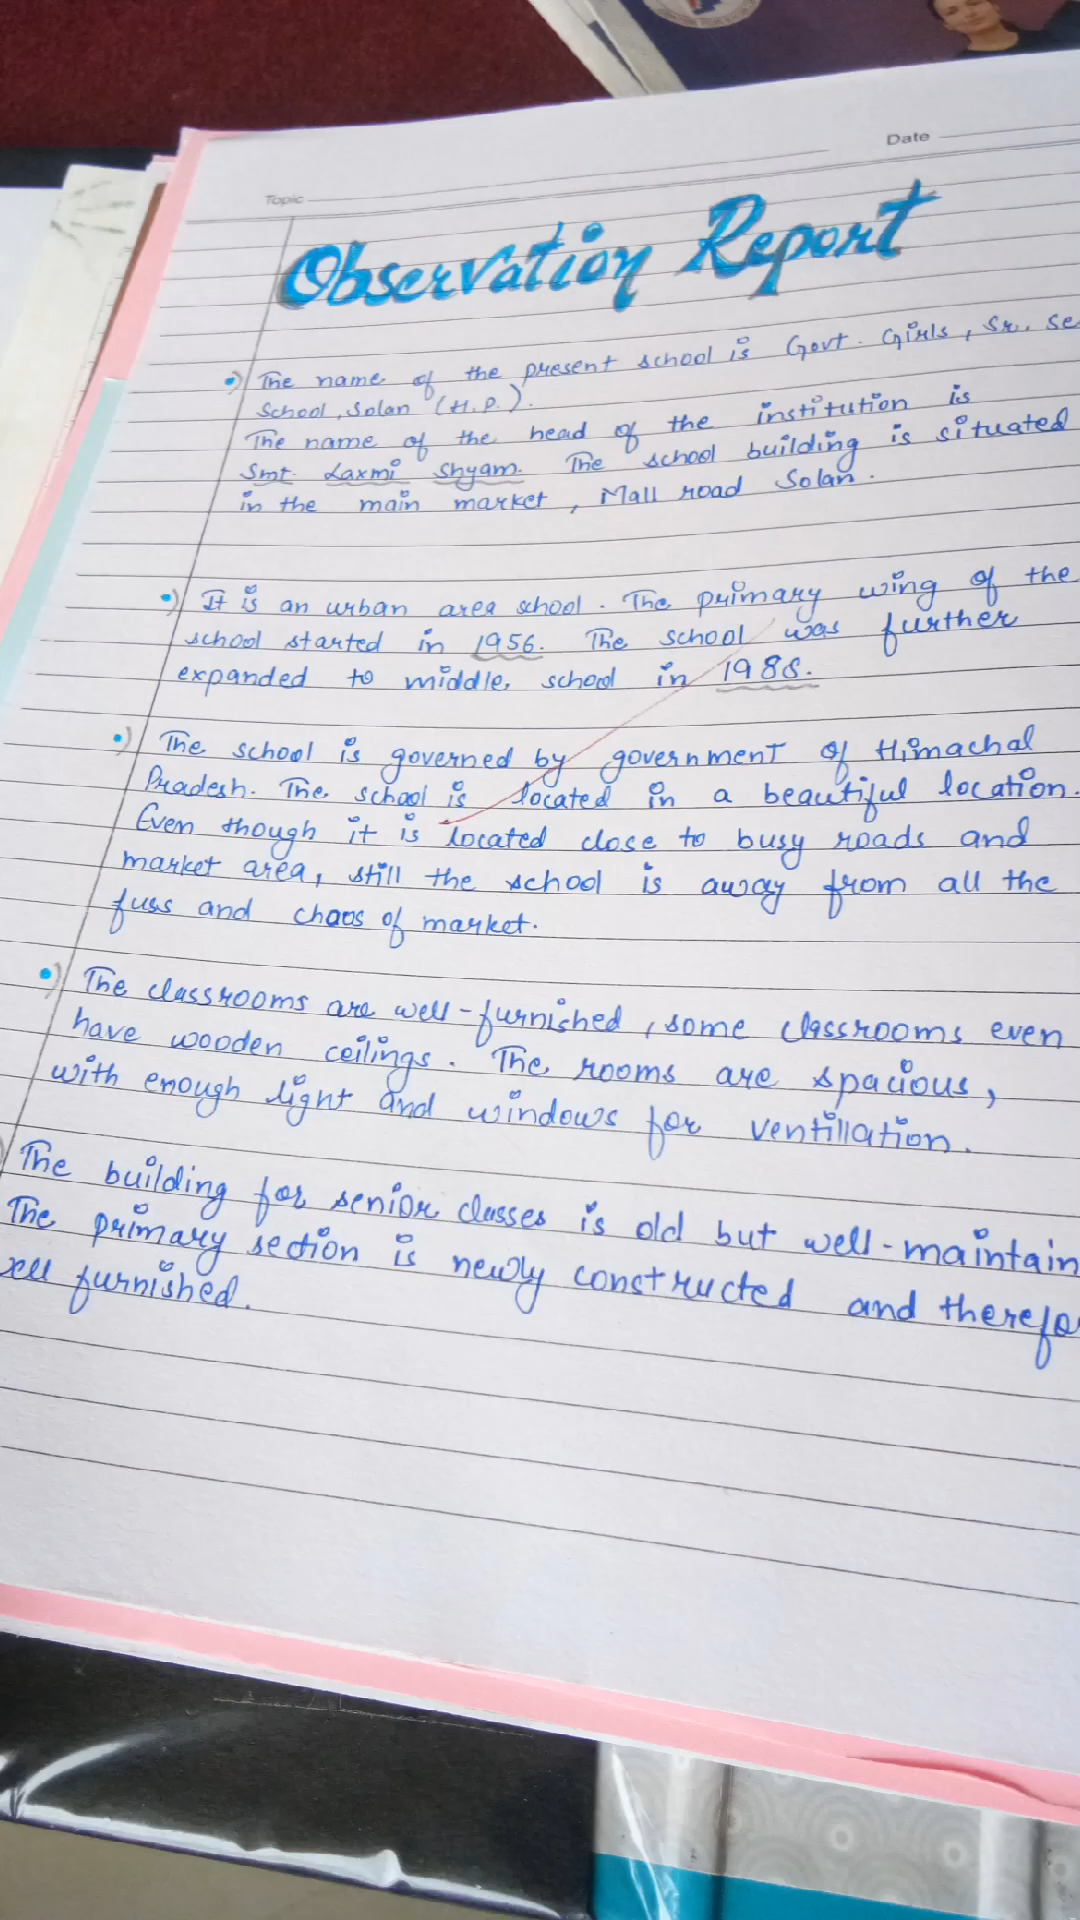 Date
Topic
Observation Report
The name of the present school is Govt. Girls, Sr. Se
School, Solan (H.P.).
The name of the head of the institution is
Smt. Laxmi Shyam. The school building is situated
in the main market, Mall road Solan.
It is an urban area school. The primary wing of the
school started in 1956. The school was further
expanded to middle, school in 1988.
The school is governed by government of Himachal
Pradesh. The school is located in a beautiful location.
Even though it is located close to busy roads and
market area, still the school is away from all the
fuss and chaos of market.
The classrooms are well-furnished, some classrooms even
have wooden ceilings. The rooms are spacious,
with enough light and windows for ventillation.
The building for senior classes is old but well-maintain
The primary section is newly constructed and therefo
furnished.